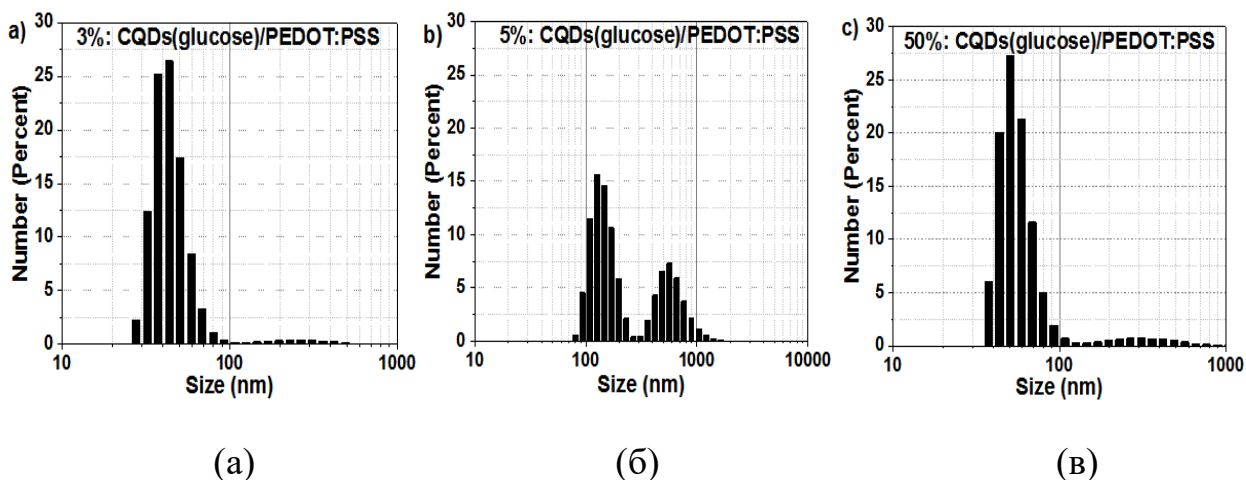 a) 3%: CQDs(glucose)/PEDOT:PSS
Number (Percent)
30
25
20
15
10
5
0
10 100 1000
Size (nm)
b) 5%: CQDs(glucose)/PEDOT:PSS
Number (Percent)
30
25
20
15
10
5
0
10 100 1000 10000
Size (nm)
c) 50%: CQDs(glucose)/PEDOT:PSS
Number (Percent)
30
25
20
15
10
5
0
10 100 1000
Size (nm)
(а) (б) (в)